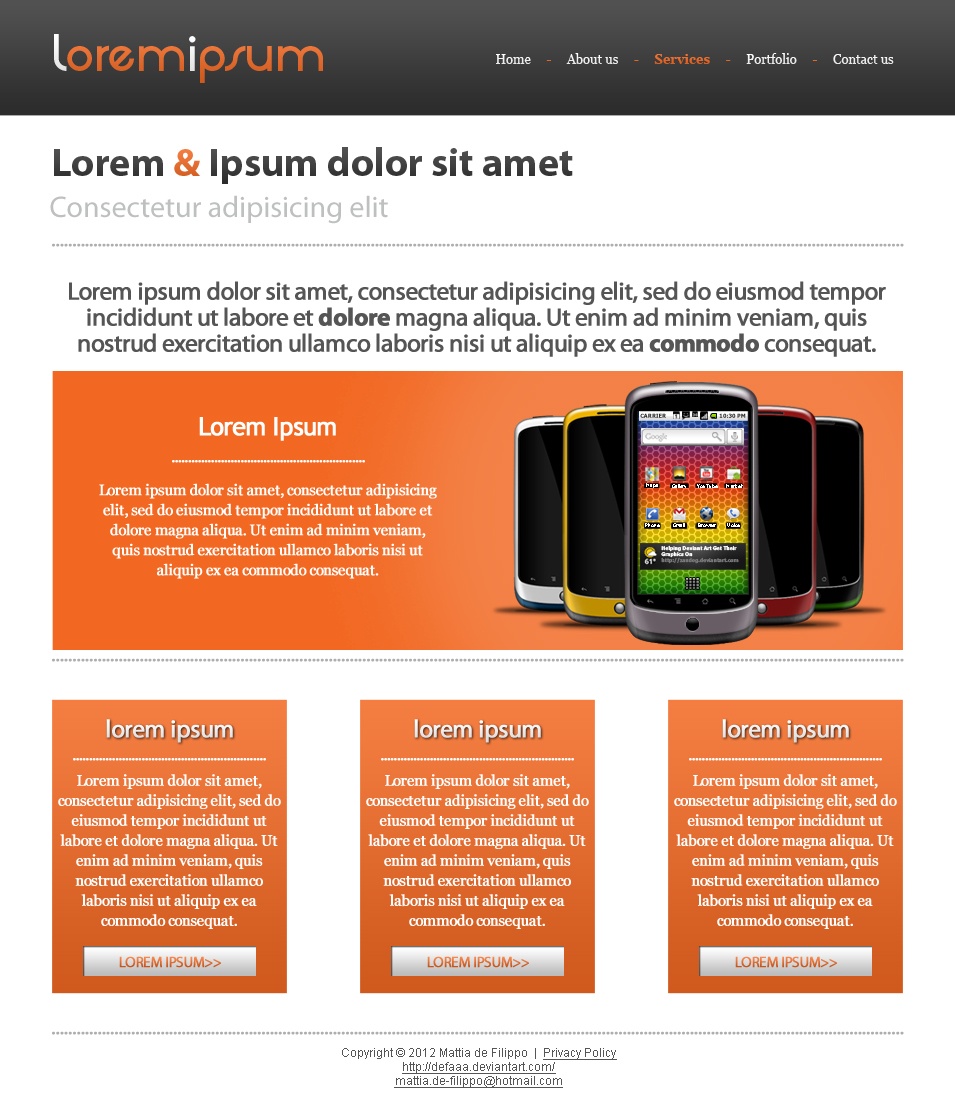 loremipsum
Home - About us - Services - Portfolio - Contact us
Lorem & Ipsum dolor sit amet
Consectetur adipisicing elit
Lorem ipsum dolor sit amet, consectetur adipisicing elit, sed do eiusmod tempor
incididunt ut labore et dolore magna aliqua. Ut enim ad minim veniam, quis
nostrud exercitation ullamco laboris nisi ut aliquip ex ea commodo consequat.
Lorem Ipsum
Lorem ipsum dolor sit amet, consectetur adipisicing
elit, sed do eiusmod tempor incididunt ut labore et
dolore magna aliqua. Ut enim ad minim veniam,
quis nostrud exercitation ullamco laboris nisi ut
aliquip ex ea commodo consequat.
CARRIER 10:30 PM
Google
Maps Gallery YouTube Market
Phone Gmail Browser Voice
Helping Deviant Art Get Their
Graphics On
61°
lorem ipsum
Lorem ipsum dolor sit amet,
consectetur adipisicing elit, sed do
eiusmod tempor incididunt ut
labore et dolore magna aliqua. Ut
enim ad minim veniam, quis
nostrud exercitation ullamco
laboris nisi ut aliquip ex ea
commodo consequat.
LOREM IPSUM>>
lorem ipsum
Lorem ipsum dolor sit amet,
consectetur adipisicing elit, sed do
eiusmod tempor incididunt ut
labore et dolore magna aliqua. Ut
enim ad minim veniam, quis
nostrud exercitation ullamco
laboris nisi ut aliquip ex ea
commodo consequat.
LOREM IPSUM>>
lorem ipsum
Lorem ipsum dolor sit amet,
consectetur adipisicing elit, sed do
eiusmod tempor incididunt ut
labore et dolore magna aliqua. Ut
enim ad minim veniam, quis
nostrud exercitation ullamco
laboris nisi ut aliquip ex ea
commodo consequat.
LOREM IPSUM>>
Copyright © 2012 Mattia de Filippo | Privacy Policy
http://defaaa.deviantart.com/
mattia.de-filippo@hotmail.com